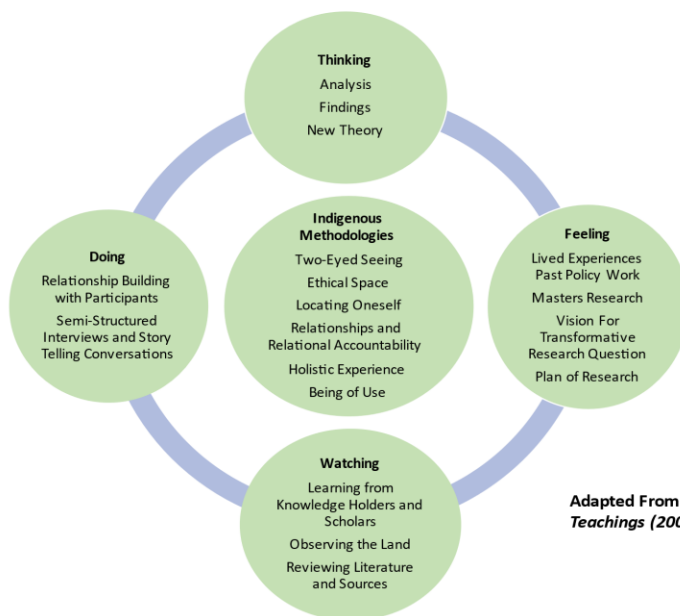 Thinking
Analysis
Findings
New Theory
Doing
Relationship Building
with Participants
Semi-Structured
Interviews and Story
Telling Conversations
Indigenous
Methodologies
Two-Eyed Seeing
Ethical Space
Locating Oneself
Relationships and
Relational Accountability
Holistic Experience
Being of Use
Feeling
Lived Experiences
Past Policy Work
Masters Research
Vision For
Transformative
Research Question
Plan of Research
Watching
Learning from
Knowledge Holders and
Scholars
Observing the Land
Reviewing Literature
and Sources
Adapted From
Teachings (200